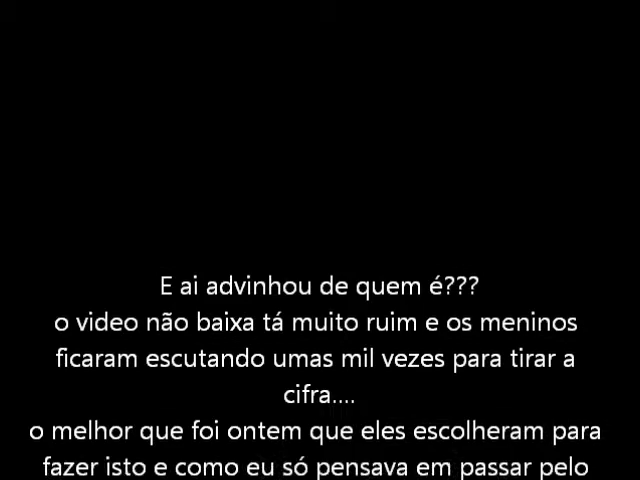 E ai advinhou de quem é???
o video não baixa tá muito ruim e os meninos
ficaram escutando umas mil vezes para tirar a
cifra....
o melhor que foi ontem que eles escolheram para
fazer isto e como eu só pensava em passar pelo